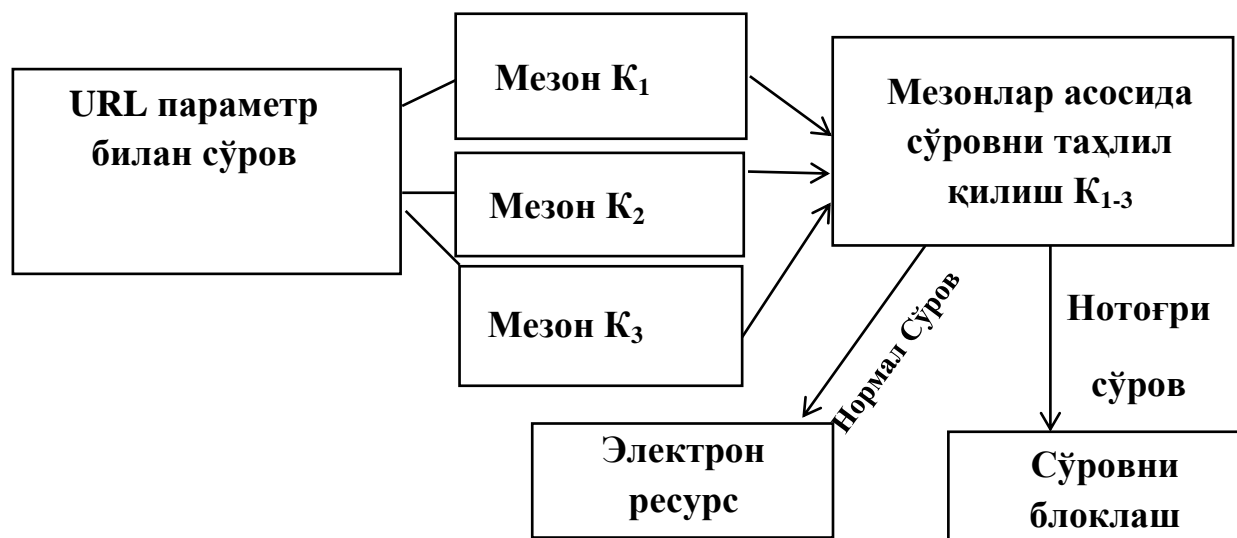 URL параметр
билан сўров
Мезон К₁
Мезон К₂
Мезон К₃
Мезонлар асосида
сўровни таҳлил
қилиш К₁₋₃
Нормал Сўров
Нотоғри
сўров
Электрон
ресурс
Сўровни
блоклаш